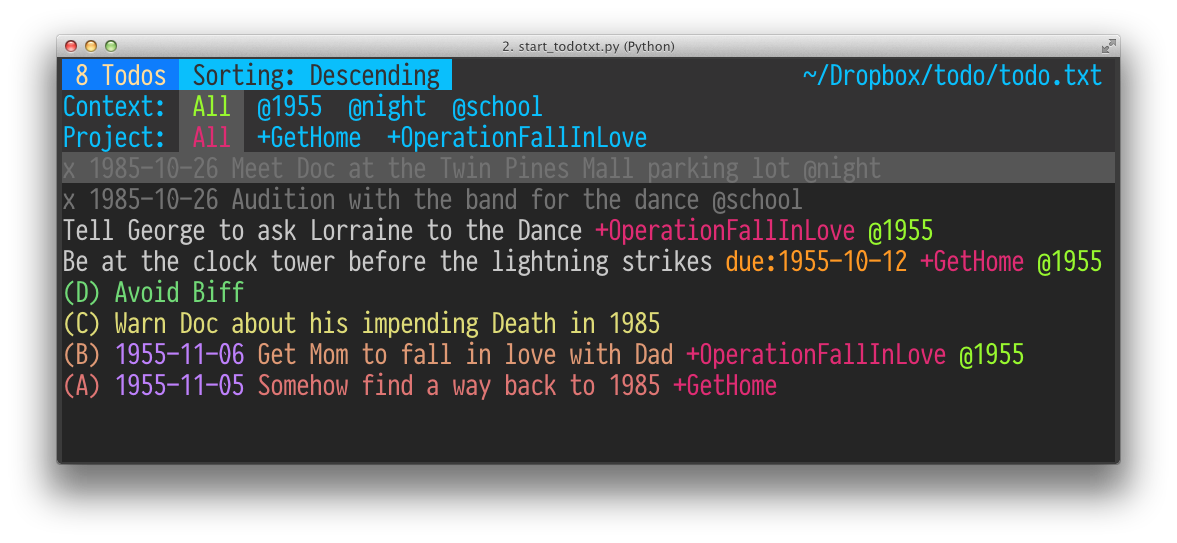 2. start_todotxt.py (Python)
8 Todos Sorting: Descending ~/Dropbox/todo/todo.txt
Context: All @1955 @night @school
Project: All +GetHome +OperationFallInLove
x 1985-10-26 Meet Doc at the Twin Pines Mall parking lot @night
x 1985-10-26 Audition with the band for the dance @school
Tell George to ask Lorraine to the Dance +OperationFallInLove @1955
Be at the clock tower before the lightning strikes due:1955-10-12 +GetHome @1955
(D) Avoid Biff
(C) Warn Doc about his impending Death in 1985
(B) 1955-11-06 Get Mom to fall in love with Dad +OperationFallInLove @1955
(A) 1955-11-05 Somehow find a way back to 1985 +GetHome